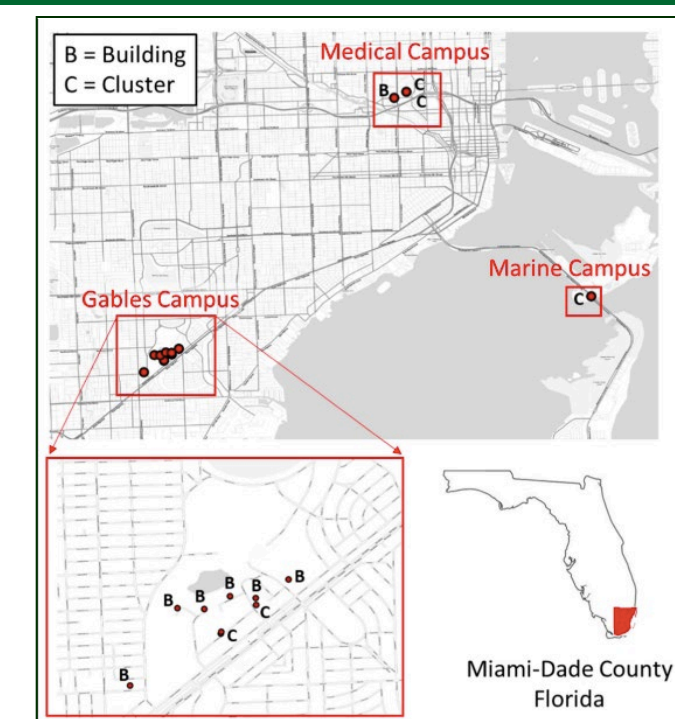 B = Building
C = Cluster
Medical Campus
B
C
C
Marine Campus
C
Gables Campus
B
B
B
B
B
C
C
B
Miami-Dade County
Florida